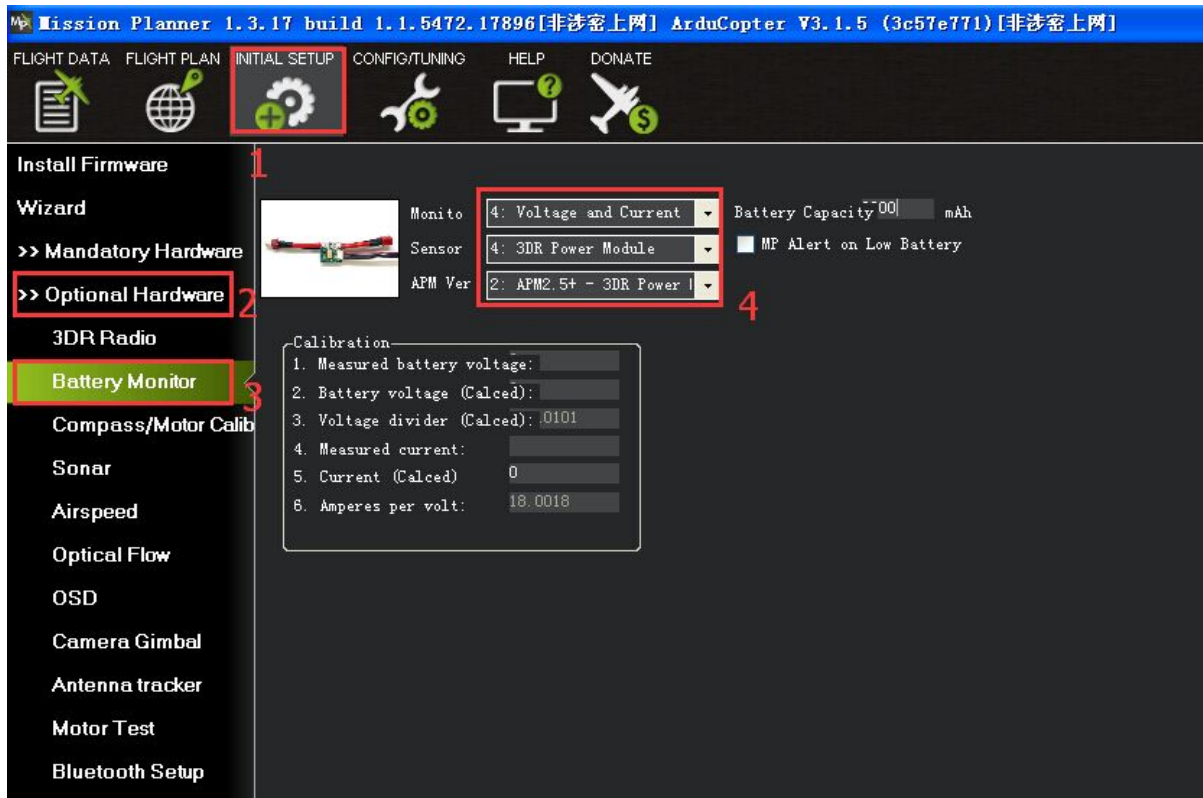 Mission Planner 1.3.17 build 1.1.5472.17896[非涉密上网] ArduCopter V3.1.5 (3c57e771)[非涉密上网]
FLIGHT DATA FLIGHT PLAN INITIAL SETUP CONFIG/TUNING HELP DONATE
1
Install Firmware
Wizard
>> Mandatory Hardware
>> Optional Hardware
2
3DR Radio
Battery Monitor
3
Compass/Motor Calib
Sonar
Airspeed
Optical Flow
OSD
Camera Gimbal
Antenna tracker
Motor Test
Bluetooth Setup
Monito 4: Voltage and Current
Sensor 4: 3DR Power Module
APM Ver 2: APM2.5+ - 3DR Power
4
Battery Capacity 00 mAh
MP Alert on Low Battery
Calibration
1. Measured battery voltage:
2. Battery voltage (Calced):
3. Voltage divider (Calced): .0101
4. Measured current:
5. Current (Calced) 0
6. Amperes per volt: 18.0018